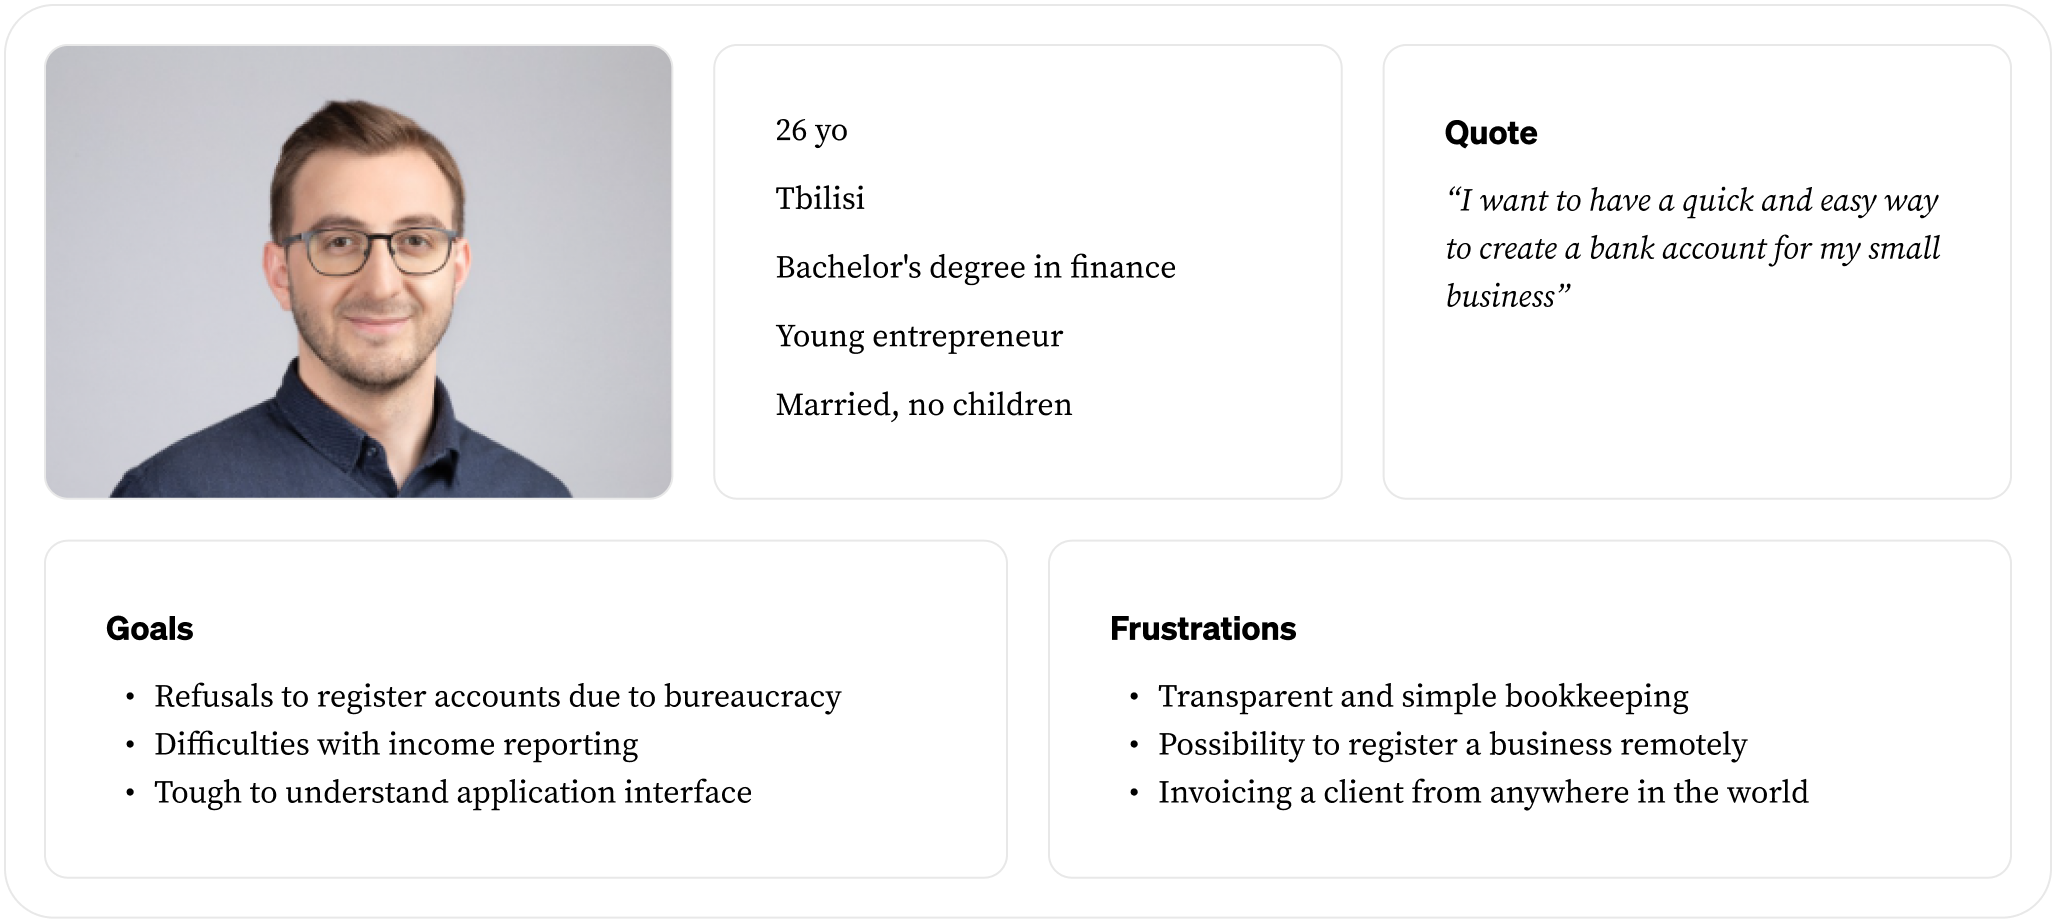 26 yo
Tbilisi
Bachelor's degree in finance
Young entrepreneur
Married, no children
Quote
“I want to have a quick and easy way
to create a bank account for my small
business”
Goals
• Refusals to register accounts due to bureaucracy
• Difficulties with income reporting
• Tough to understand application interface
Frustrations
• Transparent and simple bookkeeping
• Possibility to register a business remotely
• Invoicing a client from anywhere in the world